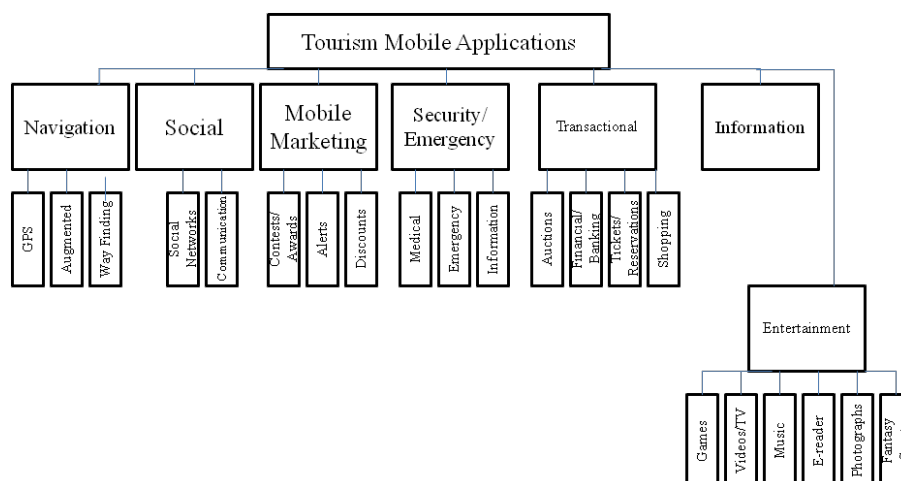 Tourism Mobile Applications
Navigation
Social
Mobile
Marketing
Security/
Emergency
Transactional
Information
GPS
Augmented
Way Finding
Social
Networks
Communication
Contests/
Awards
Alerts
Discounts
Medical
Emergency
Information
Auctions
Financial/
Banking
Tickets/
Reservations
Shopping
Entertainment
Games
Videos/TV
Music
E-reader
Photographs
Fantasy